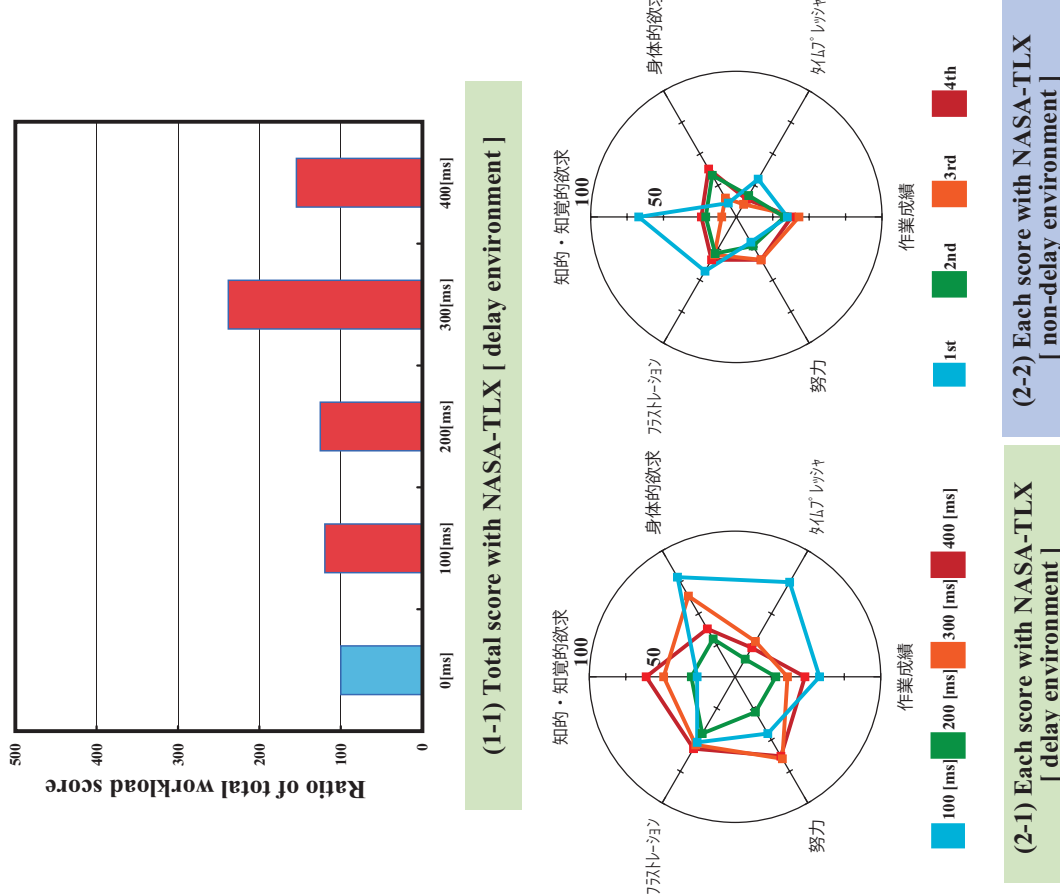 500
400
300
200
100
0
Ratio of total workload score
0[ms]
100[ms]
200[ms]
300[ms]
400[ms]
(1-1) Total score with NASA-TLX [ delay environment ]
知的・知覚的欲求
100
50
身体的欲求
タイムプレッシャ
作業成績
努力
フラストレーション
100 [ms]
200 [ms]
300 [ms]
400 [ms]
(2-1) Each score with NASA-TLX
[ delay environment ]
知的・知覚的欲求
100
50
身体的欲求
タイムプレッシャ
作業成績
努力
フラストレーション
1st
2nd
3rd
4th
(2-2) Each score with NASA-TLX
[ non-delay environment ]